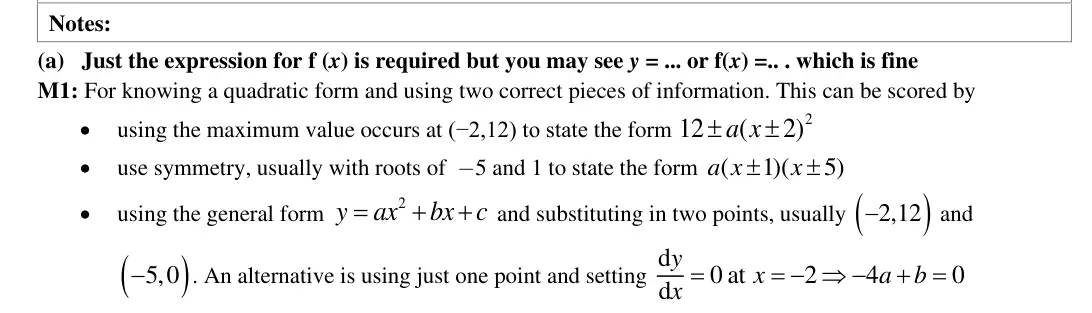 Notes:
(a) Just the expression for f (x) is required but you may see y = ... or f(x) =.. . which is fine
M1: For knowing a quadratic form and using two correct pieces of information. This can be scored by
• using the maximum value occurs at (−2,12) to state the form 12 ± a(x ± 2)²
• use symmetry, usually with roots of −5 and 1 to state the form a(x ± 1)(x ± 5)
• using the general form y = ax² + bx + c and substituting in two points, usually (−2,12) and
(−5,0). An alternative is using just one point and setting dy/dx = 0 at x = −2 ⇒ −4a + b = 0